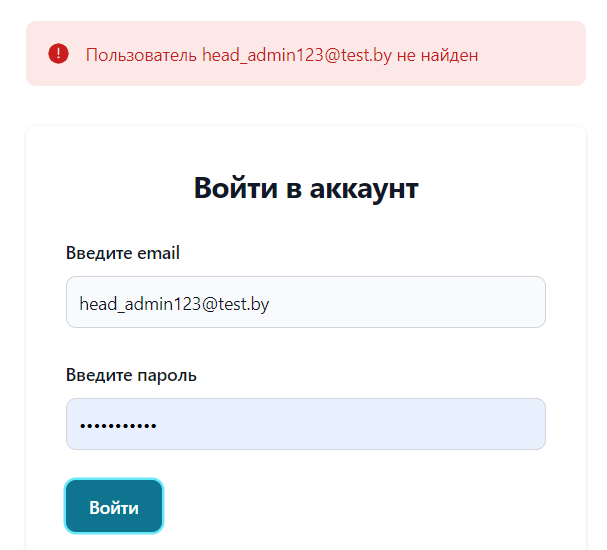 Пользователь head_admin123@test.by не найден
Войти в аккаунт
Введите email
head_admin123@test.by
Введите пароль
•••••••••••
Войти